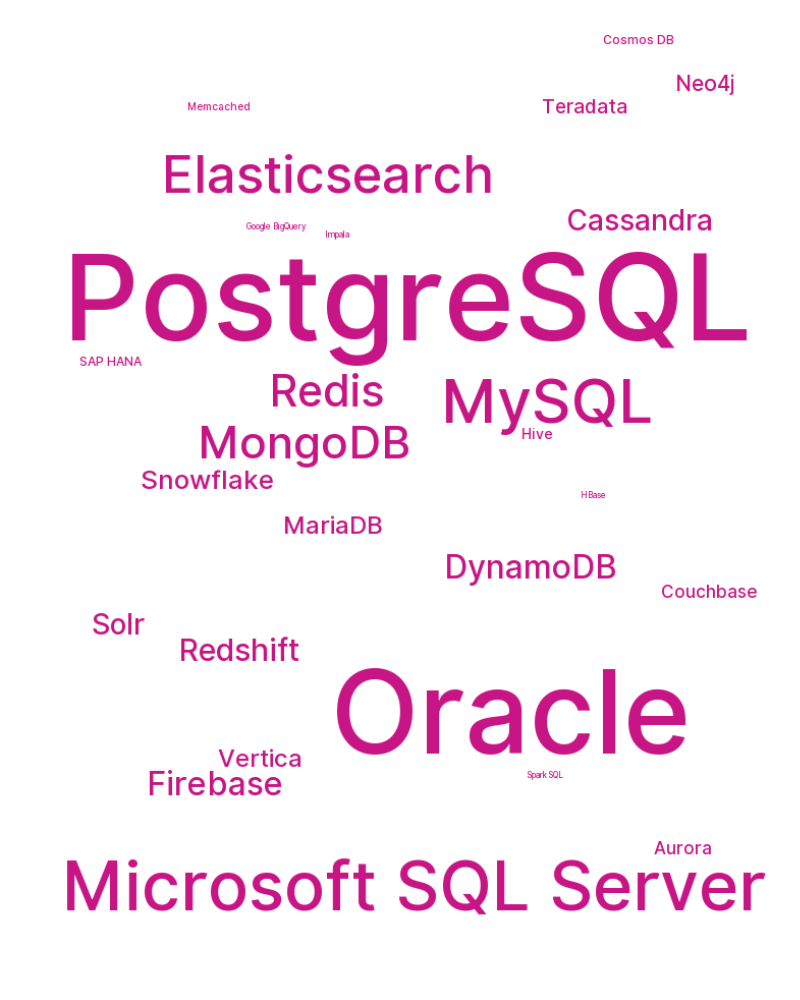 Cosmos DB
Neo4j
Memcached
Teradata
Elasticsearch
Cassandra
Google BigQuery
Impala
PostgreSQL
SAP HANA
Redis
MySQL
Hive
MongoDB
Snowflake
HBase
MariaDB
DynamoDB
Couchbase
Solr
Redshift
Oracle
Vertica
Spark SQL
Firebase
Aurora
Microsoft SQL Server